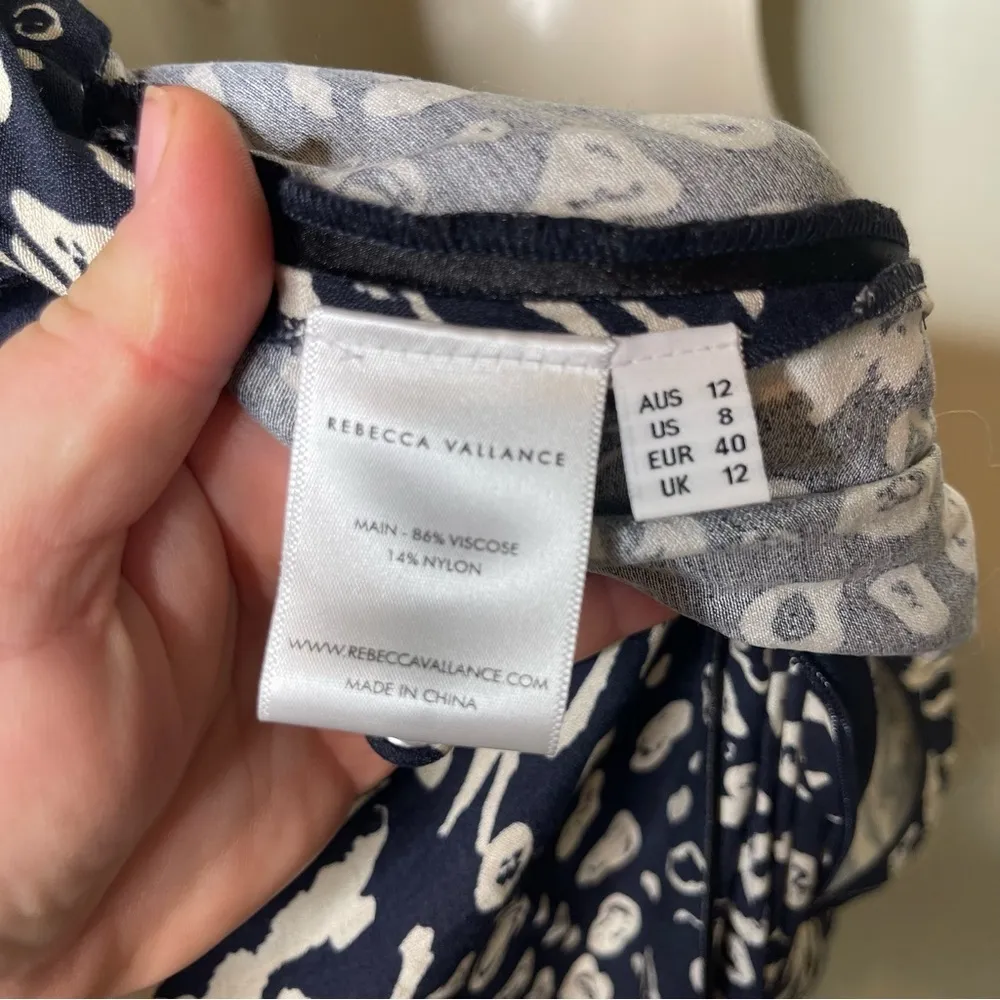 REBECCA VALLANCE
MAIN - 86% VISCOSE
14% NYLON
WWW.REBECCAVALLANCE.COM
MADE IN CHINA
AUS 12
US 8
EUR 40
UK 12